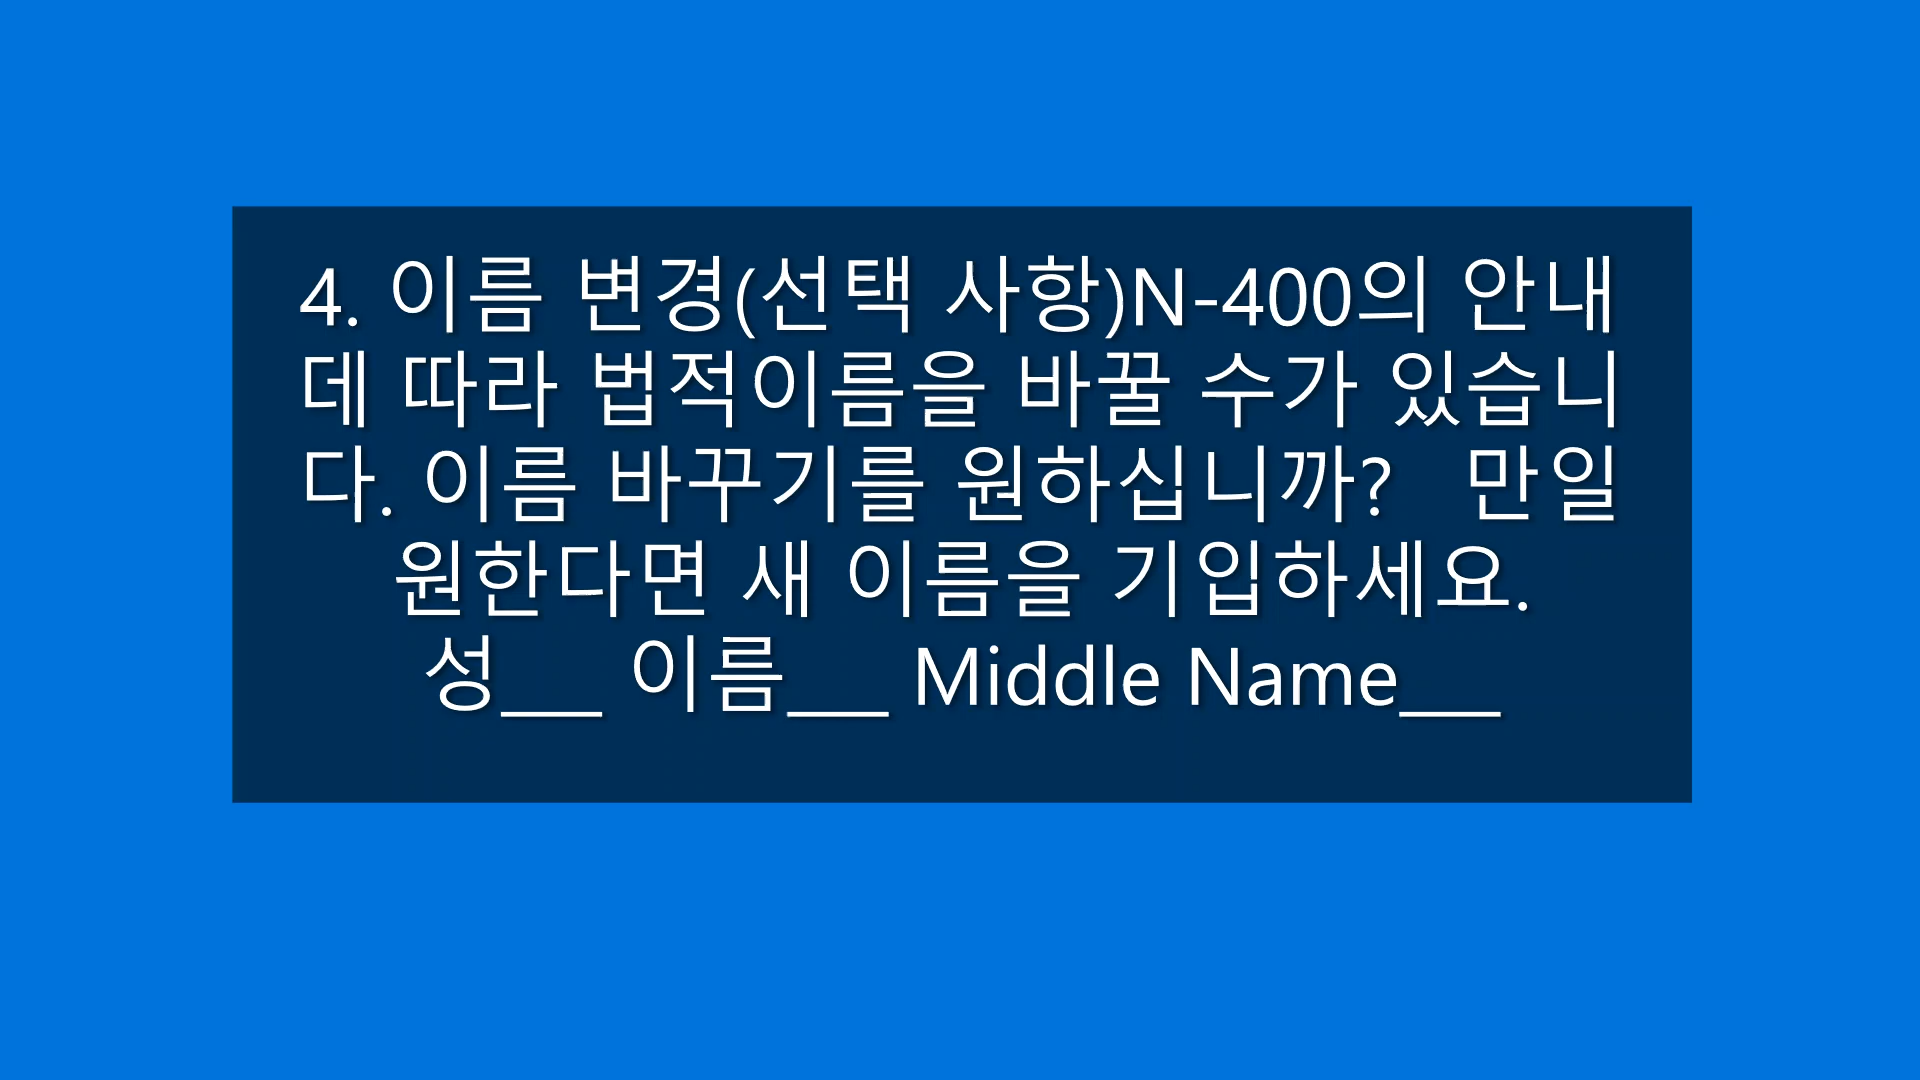 4. 이름 변경(선택 사항)N-400의 안내
데 따라 법적이름을 바꿀 수가 있습니
다. 이름 바꾸기를 원하십니까?   만일
원한다면 새 이름을 기입하세요.
성___ 이름___ Middle Name___